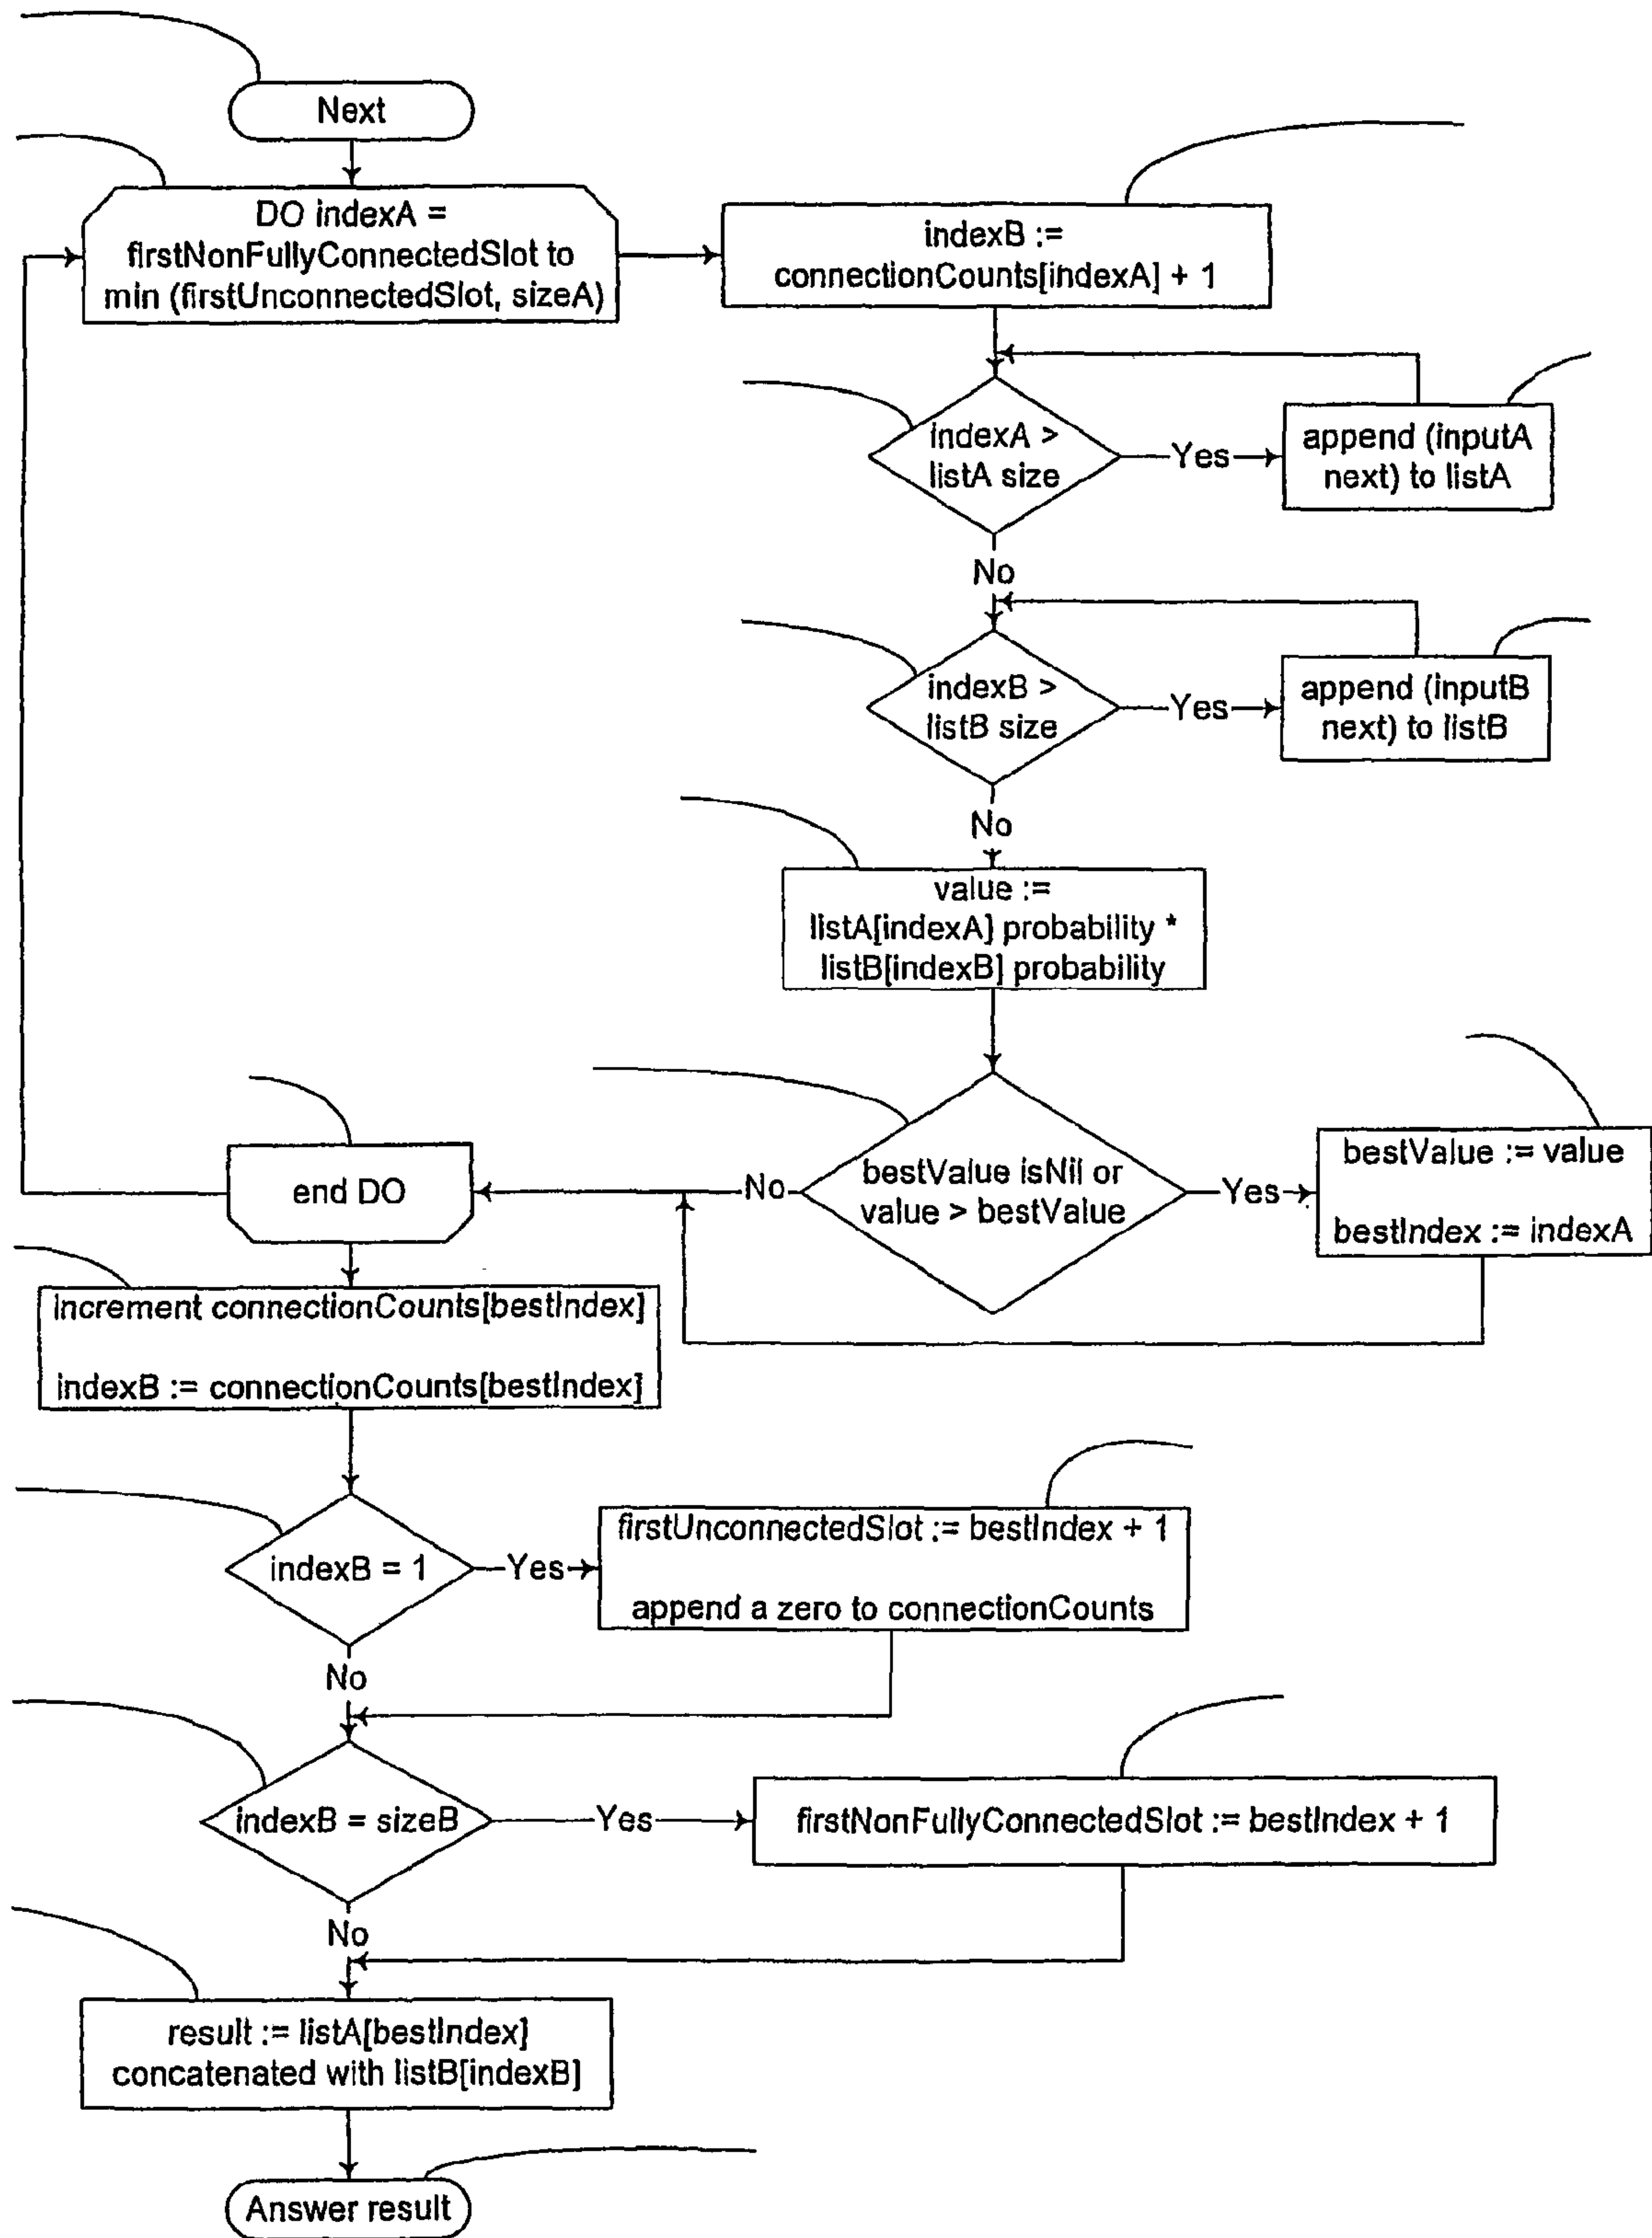 Next
DO indexA =
firstNonFullyConnectedSlot to
min (firstUnconnectedSlot, sizeA)
indexB :=
connectionCounts[indexA] + 1
indexA >
listA size
Yes
append (inputA
next) to listA
No
indexB >
listB size
Yes
append (inputB
next) to listB
No
value :=
listA[indexA] probability *
listB[indexB] probability
bestValue isNil or
value > bestValue
Yes
bestValue := value
bestIndex := indexA
No
end DO
increment connectionCounts[bestIndex]
indexB := connectionCounts[bestIndex]
indexB = 1
Yes
firstUnconnectedSlot := bestIndex + 1
append a zero to connectionCounts
No
indexB = sizeB
Yes
firstNonFullyConnectedSlot := bestIndex + 1
No
result := listA[bestIndex]
concatenated with listB[indexB]
Answer result